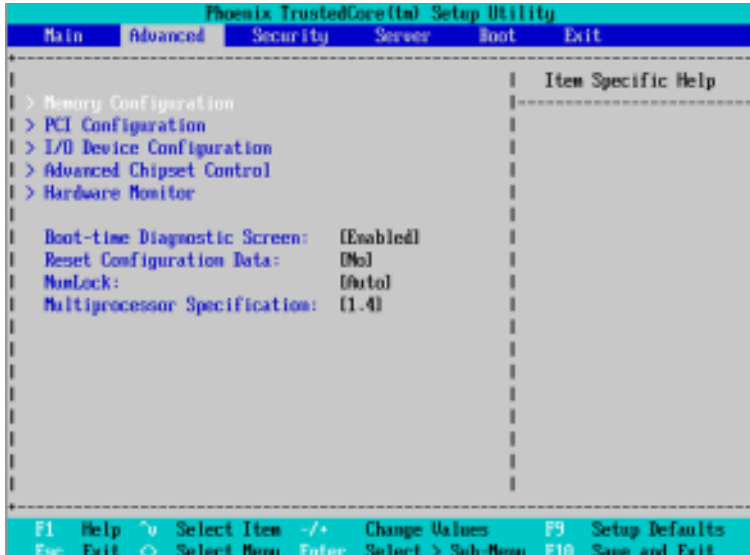 Phoenix TrustedCore(tm) Setup Utility
Main Advanced Security Server Boot Exit
Item Specific Help
> Memory Configuration
> PCI Configuration
> I/O Device Configuration
> Advanced Chipset Control
> Hardware Monitor
Boot-time Diagnostic Screen: [Enabled]
Reset Configuration Data: [No]
NumLock: [Auto]
Multiprocessor Specification: [1.4]
F1 Help ^v Select Item -/+ Change Values F9 Setup Defaults
Esc Exit <> Select Menu Enter Select > Sub-Menu F10 Save and Exit